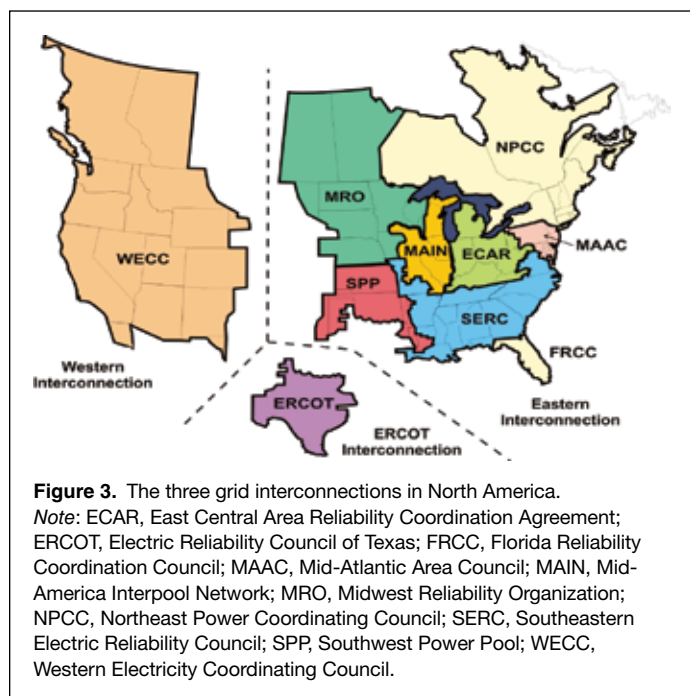 NPCC
MRO
MAAC
MAIN
ECAR
WECC
SPP
SERC
FRCC
Western
Interconnection
Eastern
Interconnection
ERCOT
ERCOT
Interconnection
Figure 3. The three grid interconnections in North America.
Note: ECAR, East Central Area Reliability Coordination Agreement;
ERCOT, Electric Reliability Council of Texas; FRCC, Florida Reliability
Coordination Council; MAAC, Mid-Atlantic Area Council; MAIN, Mid-
America Interpool Network; MRO, Midwest Reliability Organization;
NPCC, Northeast Power Coordinating Council; SERC, Southeastern
Electric Reliability Council; SPP, Southwest Power Pool; WECC,
Western Electricity Coordinating Council.